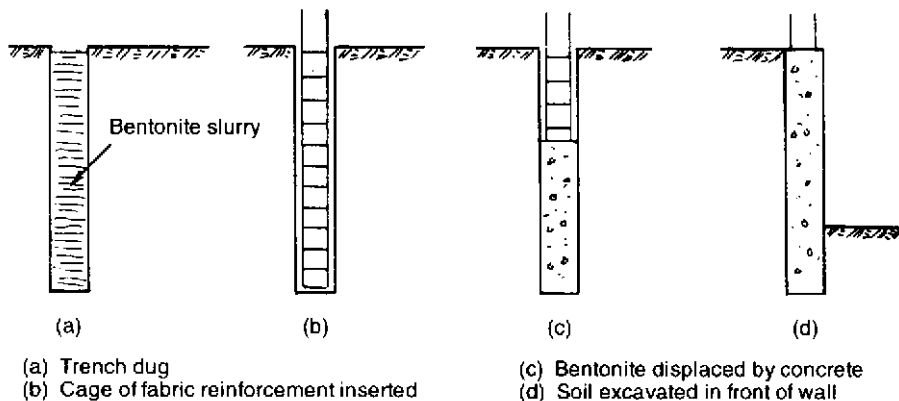 Bentonite slurry
(a)
(b)
(c)
(d)
(a) Trench dug
(b) Cage of fabric reinforcement inserted
(c) Bentonite displaced by concrete
(d) Soil excavated in front of wall